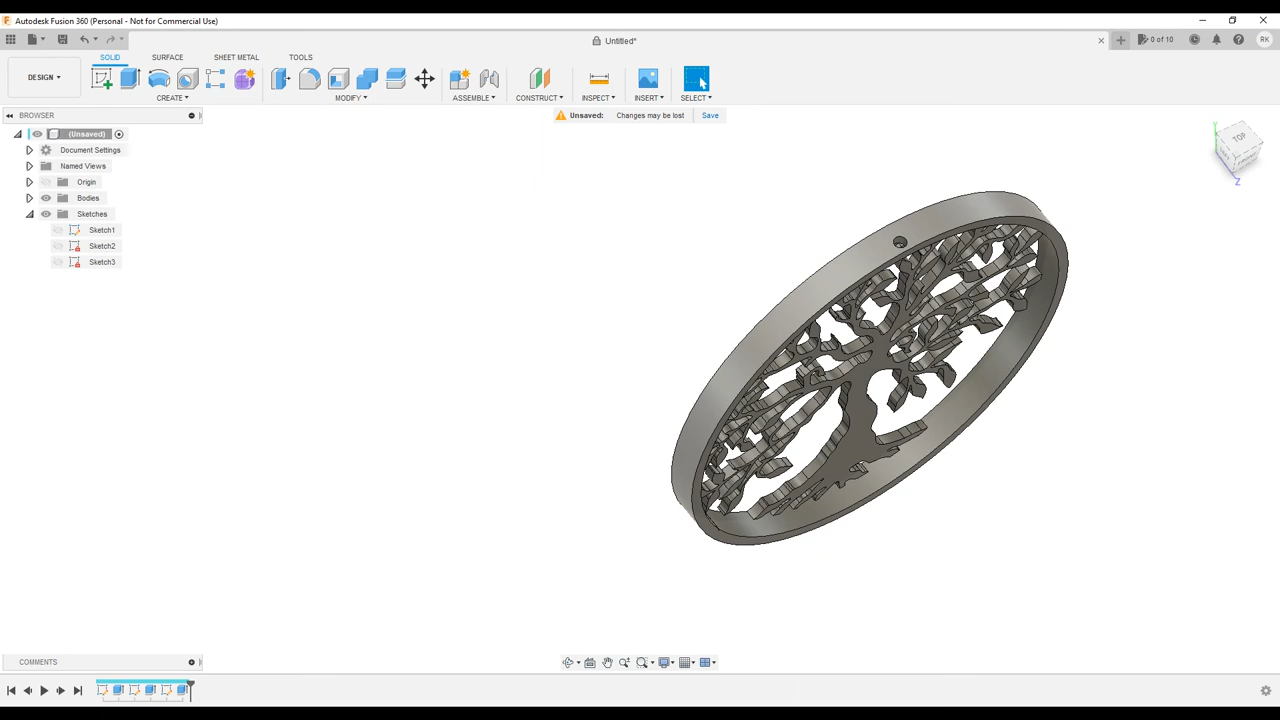 Autodesk Fusion 360 (Personal - Not for Commercial Use)
Untitled*
0 of 10
RK
SOLID SURFACE SHEET METAL TOOLS
DESIGN
CREATE MODIFY ASSEMBLE CONSTRUCT INSPECT INSERT SELECT
BROWSER
Unsaved: Changes may be lost Save
(Unsaved)
Document Settings
Named Views
Origin
Bodies
Sketches
Sketch1
Sketch2
Sketch3
TOP
Y
Z
COMMENTS